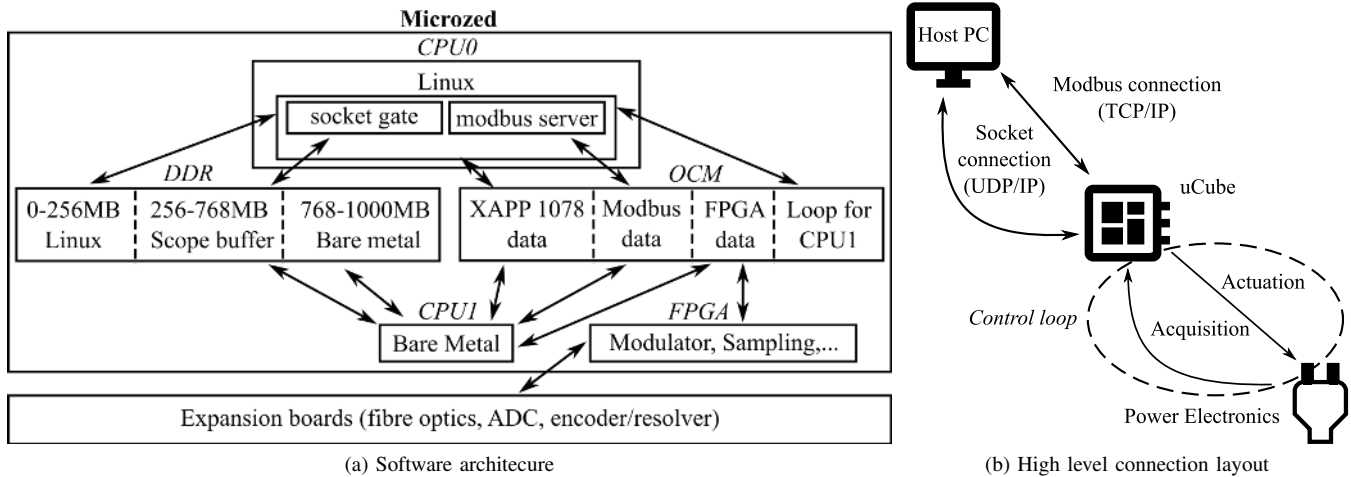 Microzed
CPU0
Linux
socket gate
modbus server
DDR
OCM
0-256MB
Linux
256-768MB
Scope buffer
768-1000MB
Bare metal
XAPP 1078
data
Modbus
data
FPGA
data
Loop for
CPU1
CPU1
Bare Metal
FPGA
Modulator, Sampling,...
Expansion boards (fibre optics, ADC, encoder/resolver)
(a) Software architecure
Host PC
Modbus connection
(TCP/IP)
Socket
connection
(UDP/IP)
uCube
Actuation
Control loop
Acquisition
Power Electronics
(b) High level connection layout